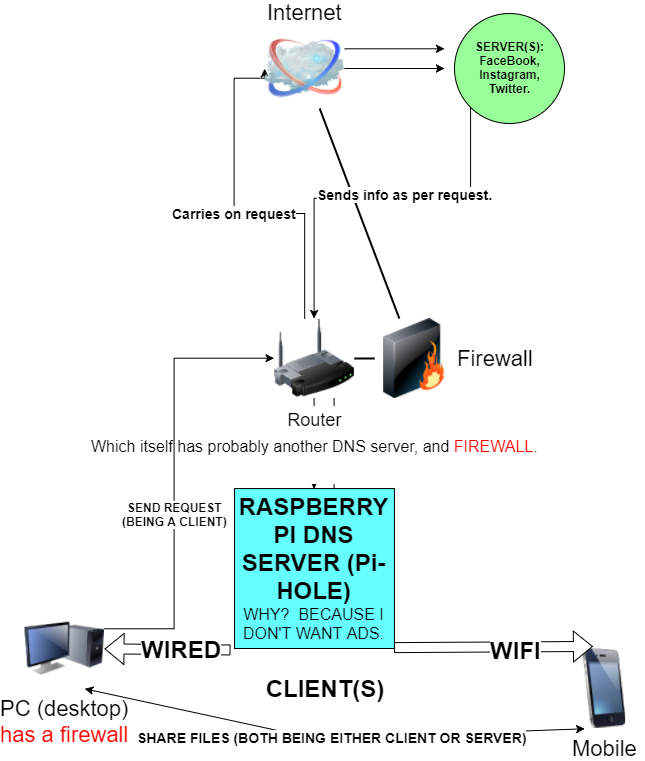 Internet
SERVER(S):
FaceBook,
Instagram,
Twitter.
Sends info as per request.
Carries on request
Firewall
Router
Which itself has probably another DNS server, and FIREWALL.
SEND REQUEST
(BEING A CLIENT)
RASPBERRY
PI DNS
SERVER (Pi-
HOLE)
WHY? BECAUSE I
DON'T WANT ADS.
WIRED
WIFI
CLIENT(S)
PC (desktop)
has a firewall
SHARE FILES (BOTH BEING EITHER CLIENT OR SERVER)
Mobile